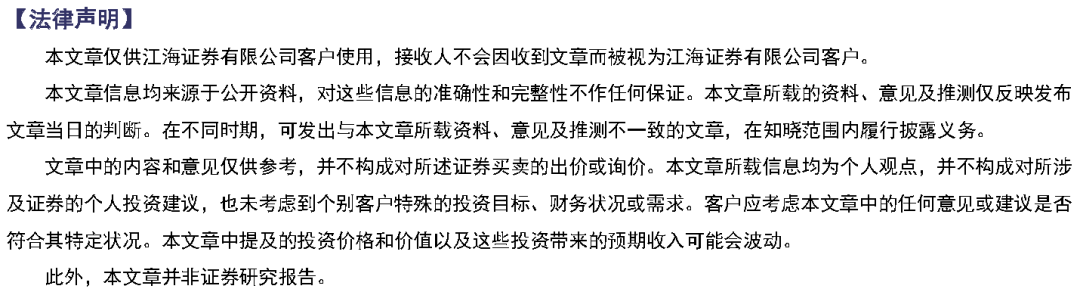 【法律声明】
本文章仅供江海证券有限公司客户使用，接收人不会因收到文章而被视为江海证券有限公司客户。
本文章信息均来源于公开资料，对这些信息的准确性和完整性不作任何保证。本文章所载的资料、意见及推测仅反映发布
文章当日的判断。在不同时期，可发出与本文章所载资料、意见及推测不一致的文章，在知晓范围内履行披露义务。
文章中的内容和意见仅供参考，并不构成对所述证券买卖的出价或询价。本文章所载信息均为个人观点，并不构成对所涉
及证券的个人投资建议，也未考虑到个别客户特殊的投资目标、财务状况或需求。客户应考虑本文章中的任何意见或建议是否
符合其特定状况。本文章中提及的投资价格和价值以及这些投资带来的预期收入可能会波动。
此外，本文章并非证券研究报告。